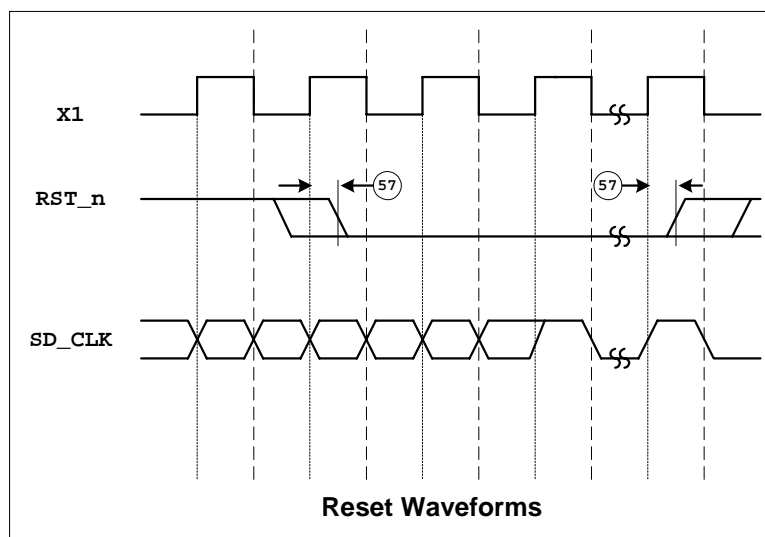 X1
57
57
RST_n
SD_CLK
Reset Waveforms